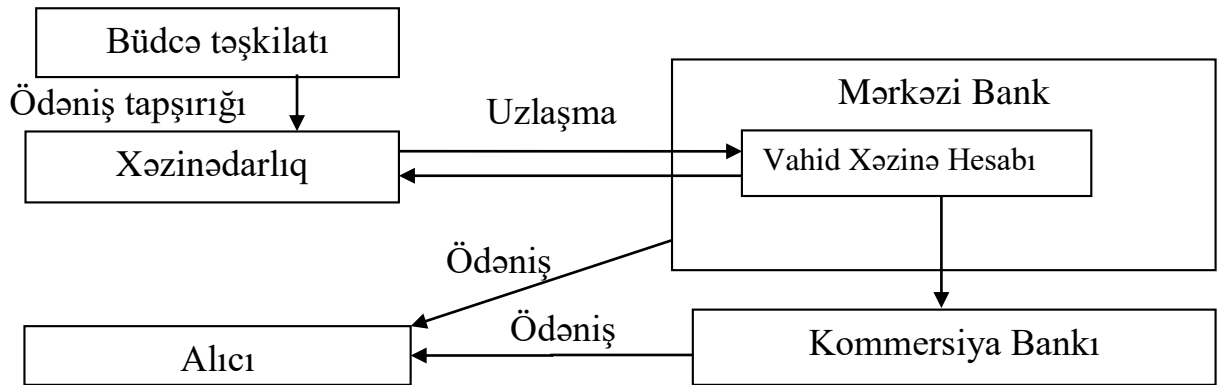 Büdcə təşkilatı
Ödəniş tapşırığı
Mərkəzi Bank
Uzlaşma
Xəzinədarlıq
Vahid Xəzinə Hesabı
Ödəniş
Ödəniş
Alıcı
Kommersiya Bankı